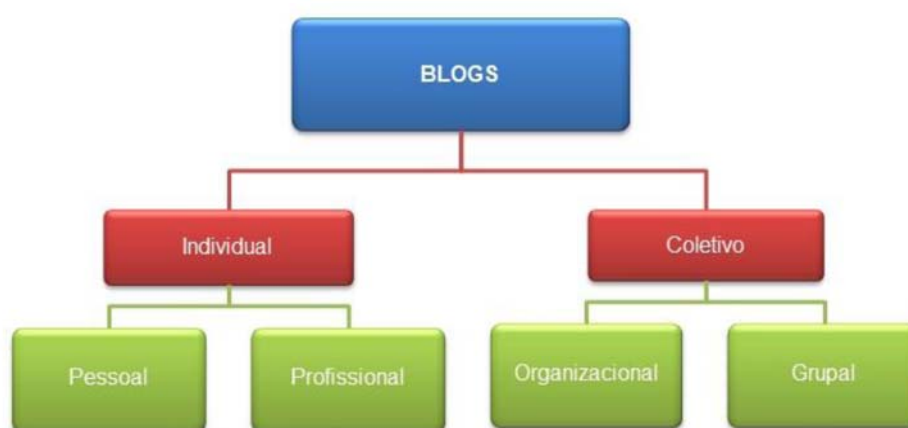 BLOGS
Individual
Coletivo
Pessoal
Profissional
Organizacional
Grupal